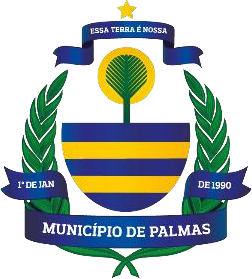 ESSA TERRA É NOSSA
1º DE JAN
DE 1990
MUNICÍPIO DE PALMAS